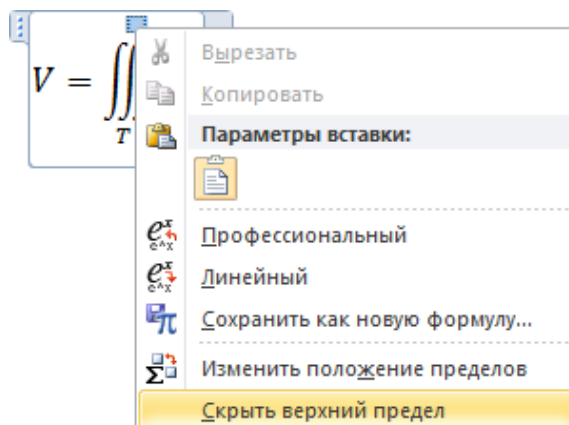 V = ∭
T
Вырезать
Копировать
Параметры вставки:
Профессиональный
Линейный
Сохранить как новую формулу...
Изменить положение пределов
Скрыть верхний предел